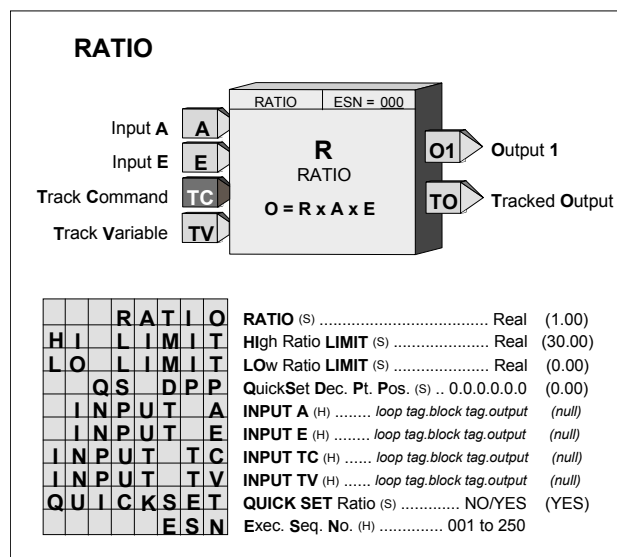 RATIO
RATIO ESN = 000
Input A A
Input E E
Track Command TC
Track Variable TV
R
RATIO
O = R x A x E
O1 Output 1
TO Tracked Output
RATIO RATIO (S) ..................................... Real (1.00)
HI LIMIT HIgh Ratio LIMIT (S) ........................ Real (30.00)
LO LIMIT LOw Ratio LIMIT (S) ......................... Real (0.00)
QS DPP QuickSet Dec. Pt. Pos. (S) .. 0.0.0.0.0.0 (0.00)
INPUT A INPUT A (H) ........ loop tag.block tag.output (null)
INPUT E INPUT E (H) ........ loop tag.block tag.output (null)
INPUT TC INPUT TC (H) ...... loop tag.block tag.output (null)
INPUT TV INPUT TV (H) ...... loop tag.block tag.output (null)
QUICKSET QUICK SET Ratio (S) ................ NO/YES (YES)
ESN Exec. Seq. No. (H) .............. 001 to 250